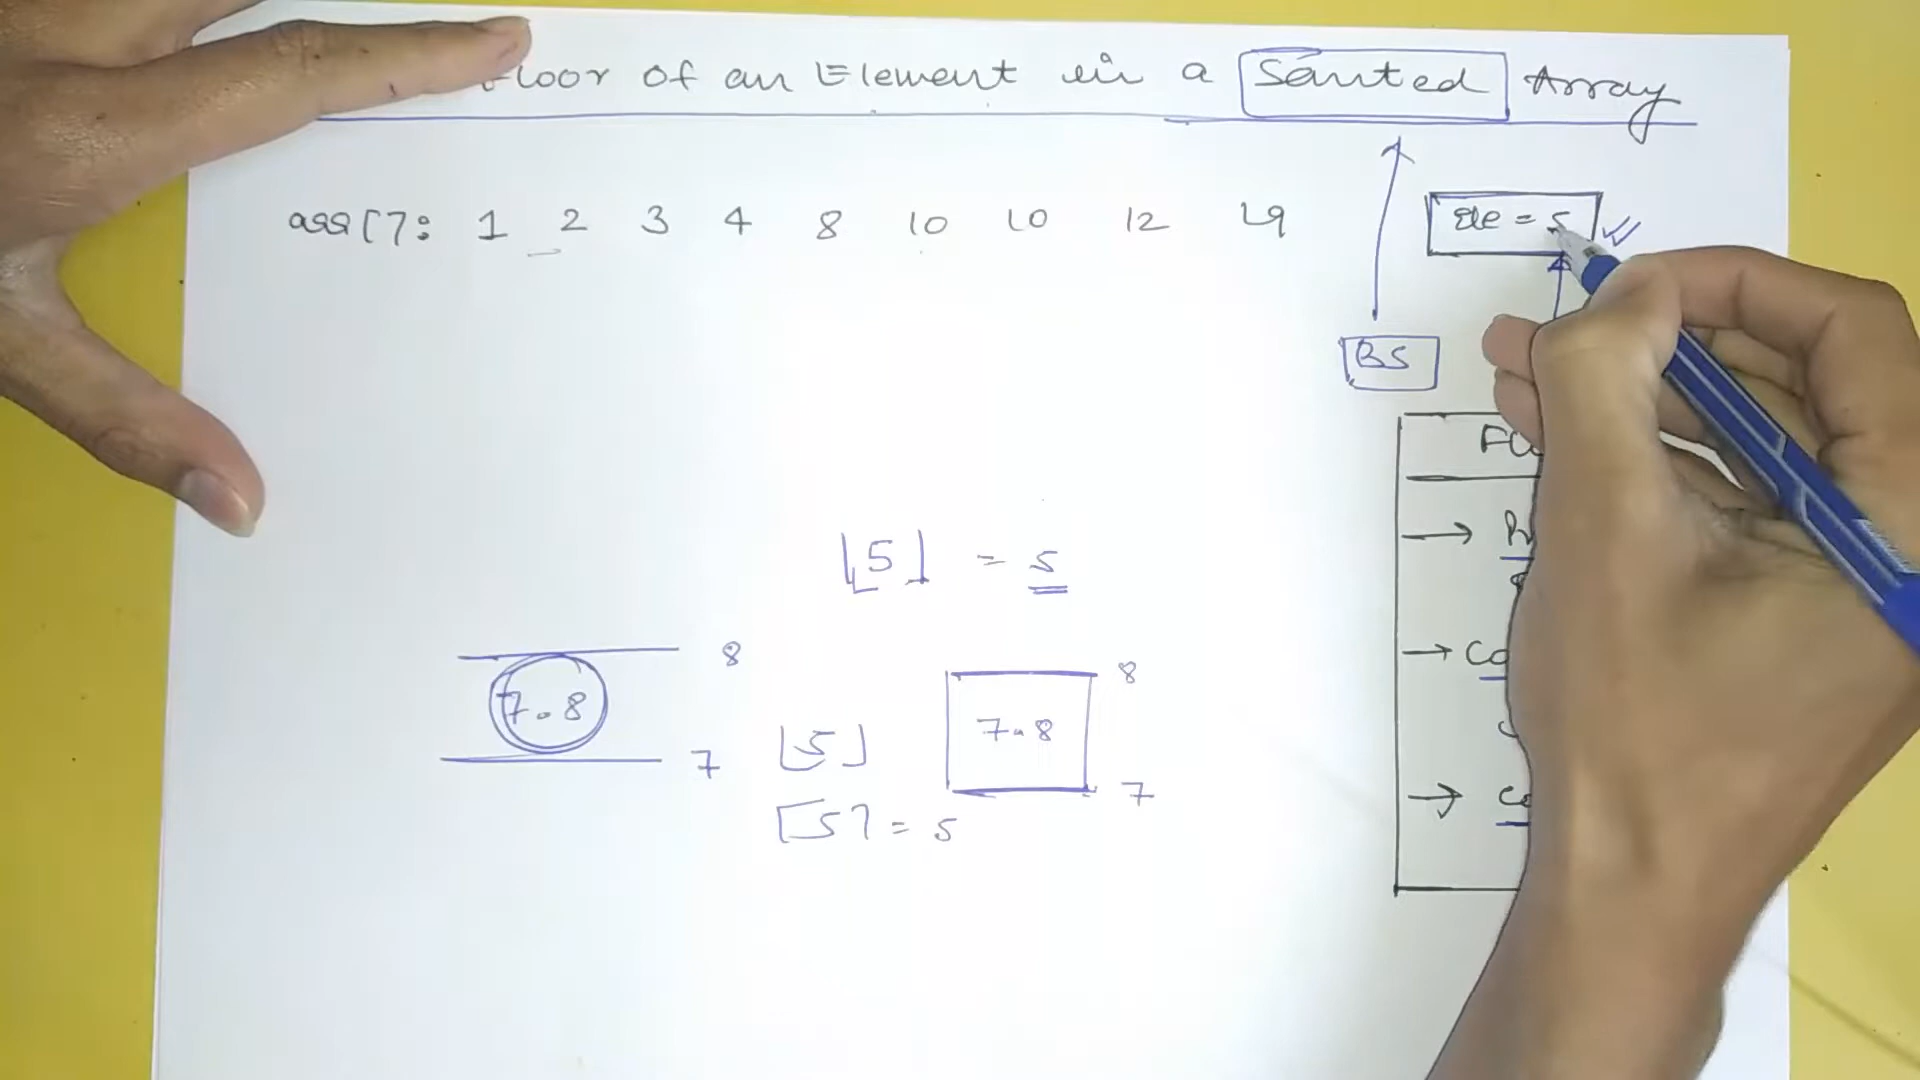 Floor of an Element in a Sorted Array
arr[]: 1 2 3 4 8 10 10 12 19
ele = 5
BS
⌊5⌋ = 5
8
7.8
7
8
7.8
7
⌊5⌋
⌈5⌉ = 5